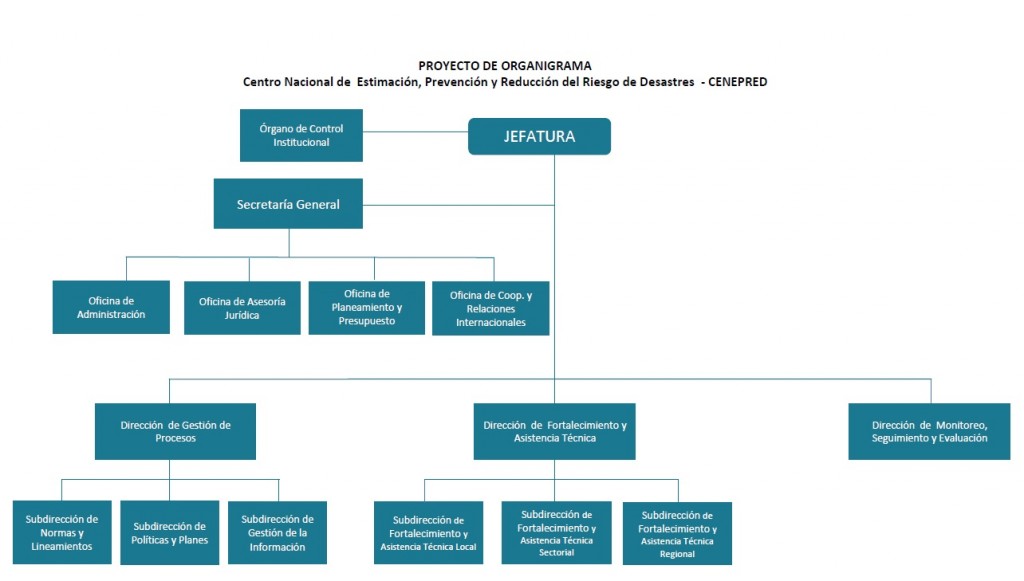 PROYECTO DE ORGANIGRAMA
Centro Nacional de Estimación, Prevención y Reducción del Riesgo de Desastres - CENEPRED
Órgano de Control
Institucional
JEFATURA
Secretaría General
Oficina de
Administración
Oficina de Asesoría
Jurídica
Oficina de
Planeamiento y
Presupuesto
Oficina de Coop. y
Relaciones
Internacionales
Dirección de Gestión de
Procesos
Dirección de Fortalecimiento y
Asistencia Técnica
Dirección de Monitoreo,
Seguimiento y Evaluación
Subdirección de
Normas y
Lineamientos
Subdirección de
Políticas y Planes
Subdirección de
Gestión de la
Información
Subdirección de
Fortalecimiento y
Asistencia Técnica Local
Subdirección de
Fortalecimiento y
Asistencia Técnica
Sectorial
Subdirección de
Fortalecimiento y
Asistencia Técnica
Regional